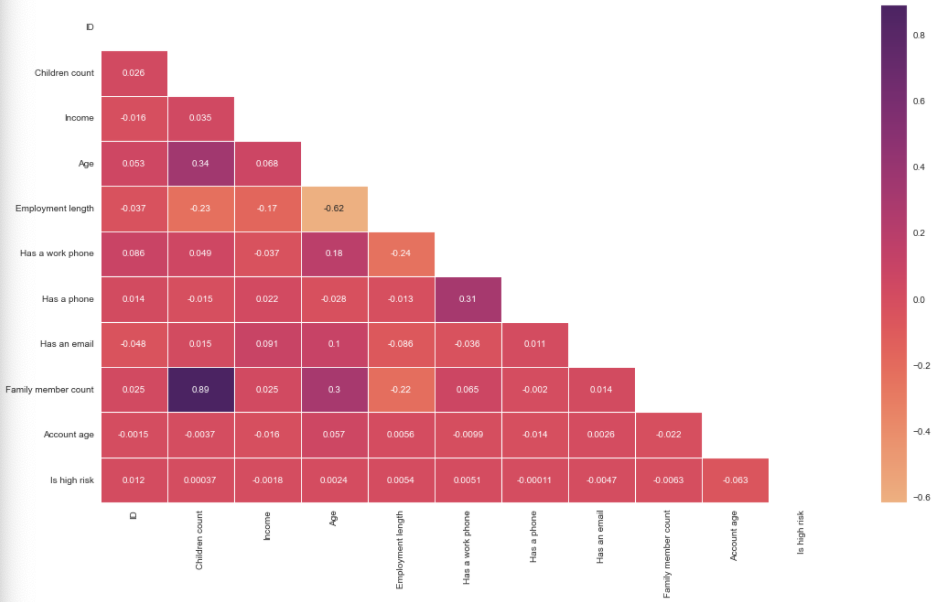 ID
Children count 0.026
Income -0.016 0.035
Age 0.053 0.34 0.068
Employment length -0.037 -0.23 -0.17 -0.62
Has a work phone 0.086 0.049 -0.037 0.18 -0.24
Has a phone 0.014 -0.015 0.022 -0.028 -0.013 0.31
Has an email -0.048 0.015 0.091 0.1 -0.086 -0.036 0.011
Family member count 0.025 0.89 0.025 0.3 -0.22 0.065 -0.002 0.014
Account age -0.0015 -0.0037 -0.016 0.057 0.0056 -0.0099 -0.014 0.0026 -0.022
Is high risk 0.012 0.00037 -0.0018 0.0024 0.0054 0.0051 -0.00011 -0.0047 -0.0063 -0.063
ID
Children count
Income
Age
Employment length
Has a work phone
Has a phone
Has an email
Family member count
Account age
Is high risk
0.8
0.6
0.4
0.2
0.0
−0.2
−0.4
−0.6